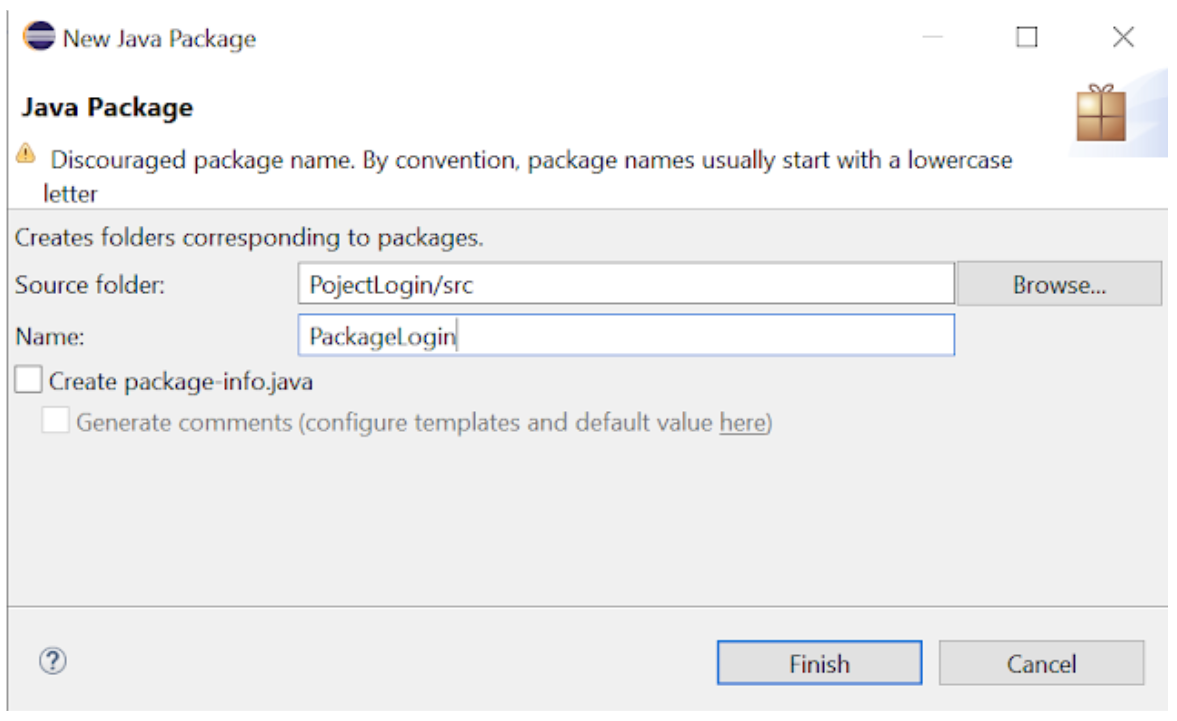 New Java Package
Java Package
Discouraged package name. By convention, package names usually start with a lowercase
letter
Creates folders corresponding to packages.
Source folder: PojectLogin/src Browse...
Name: PackageLogin
Create package-info.java
Generate comments (configure templates and default value here)
? Finish Cancel